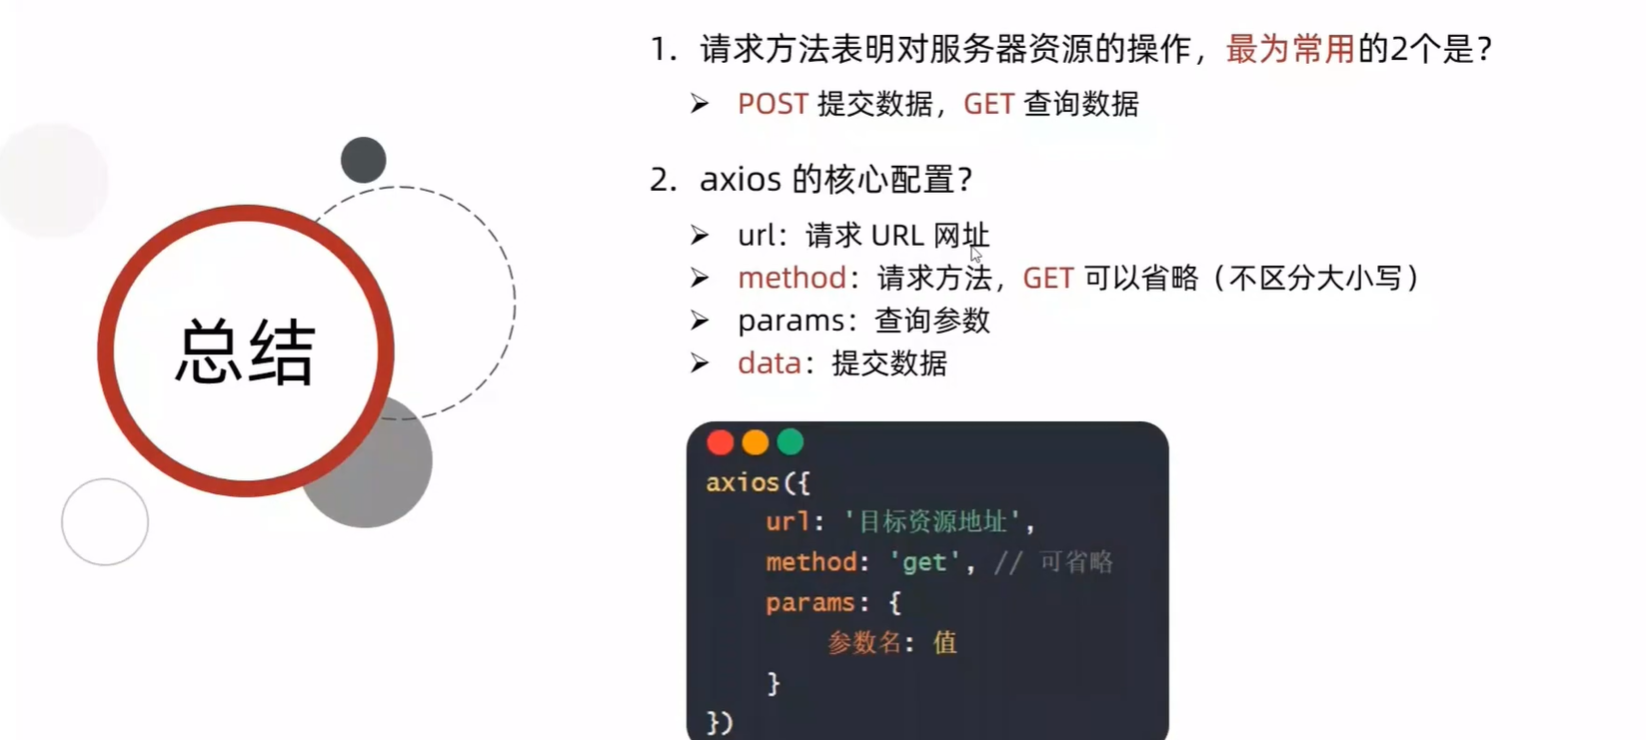 总结
1. 请求方法表明对服务器资源的操作，最为常用的2个是？
➢ POST 提交数据，GET 查询数据
2. axios 的核心配置？
➢ url：请求 URL 网址
➢ method：请求方法，GET 可以省略（不区分大小写）
➢ params：查询参数
➢ data：提交数据
axios({
    url: '目标资源地址',
    method: 'get', // 可省略
    params: {
        参数名: 值
    }
})